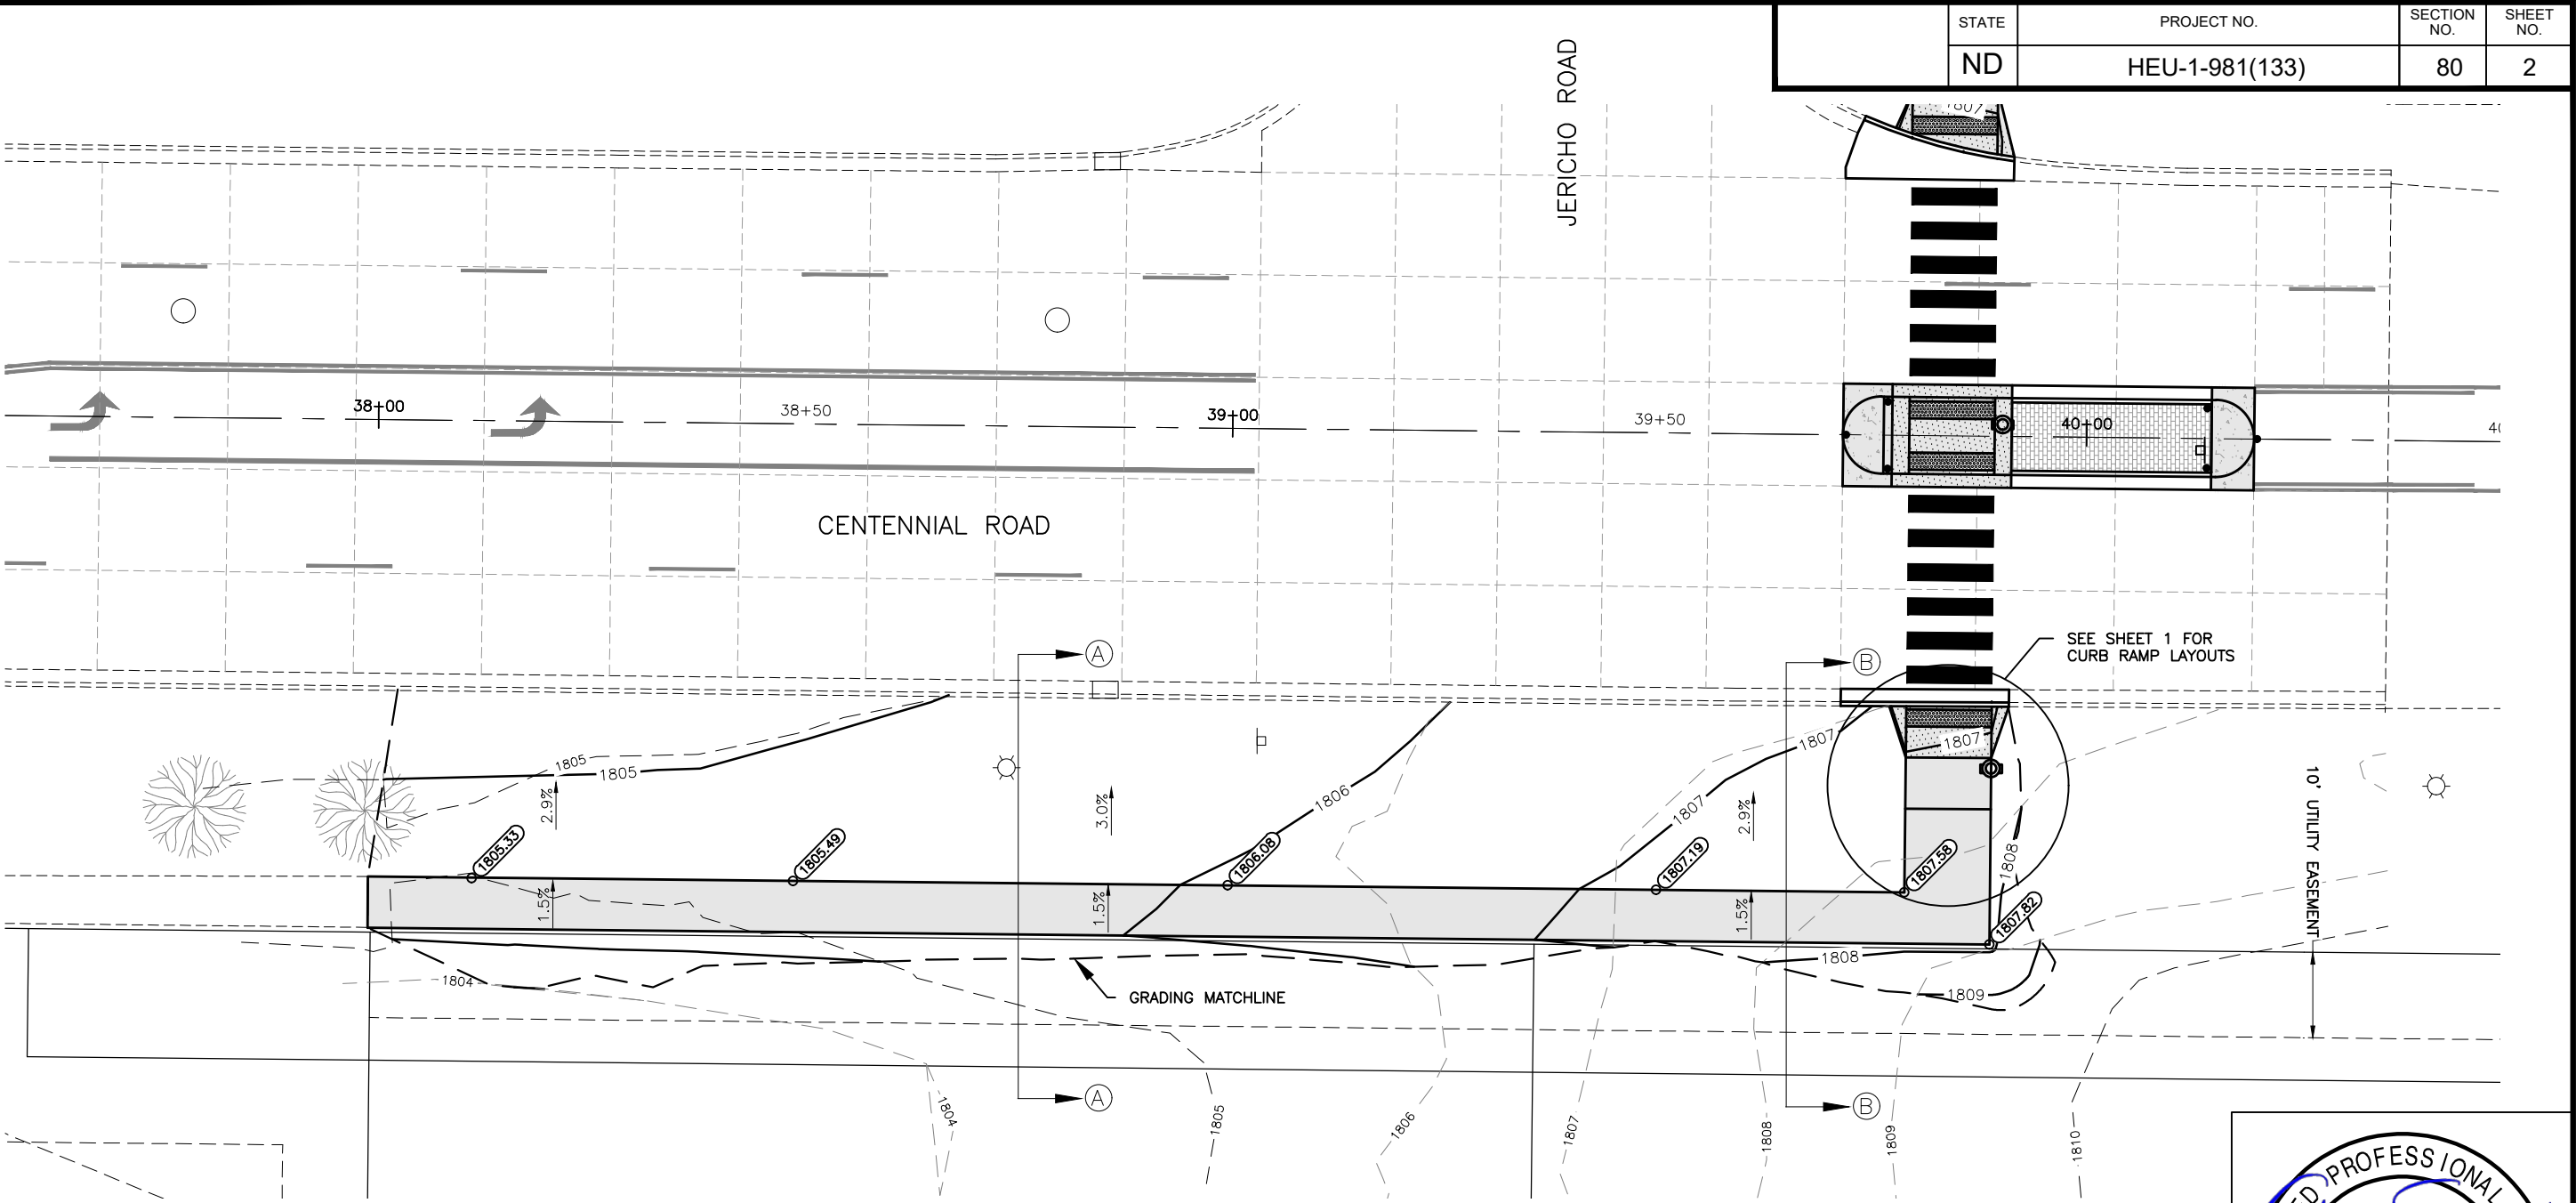 STATE
PROJECT NO.
SECTION NO.
SHEET NO.
ND
HEU-1-981(133)
80
2
JERICHO ROAD
1807
38+00
38+50
39+00
39+50
40+00
CENTENNIAL ROAD
A
B
SEE SHEET 1 FOR
CURB RAMP LAYOUTS
1805
1805
1806
1807
1807
1807
2.9%
3.0%
2.9%
1805.33
1805.49
1806.08
1807.19
1807.58
1807.82
1808
1.5%
1.5%
1.5%
10' UTILITY EASEMENT
1804
1808
1809
GRADING MATCHLINE
A
B
1804
1805
1806
1807
1808
1809
1810
PROFESSIONAL